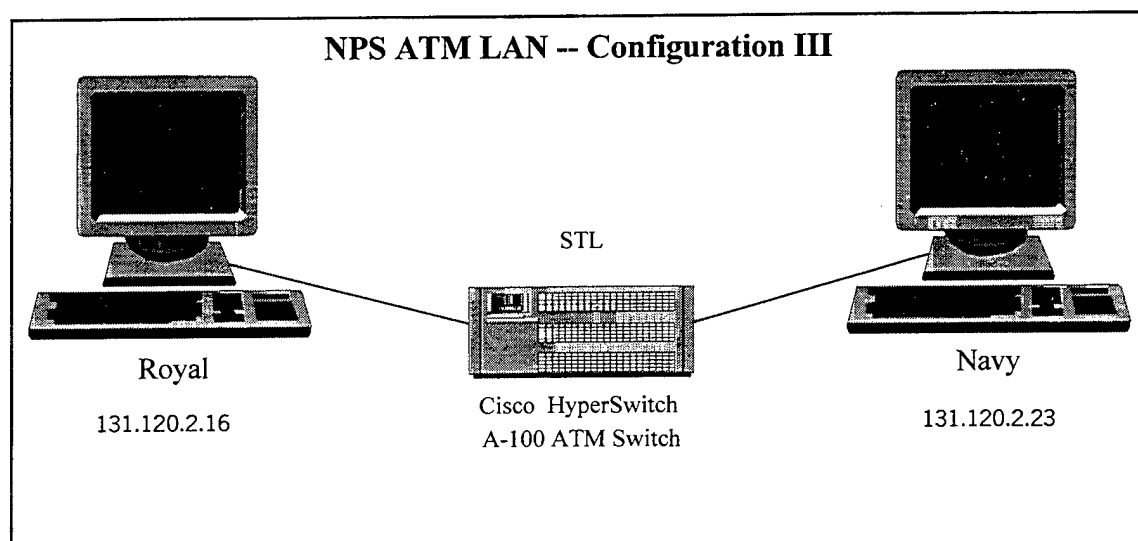 NPS ATM LAN -- Configuration III
STL
Royal
131.120.2.16
Cisco HyperSwitch
A-100 ATM Switch
Navy
131.120.2.23